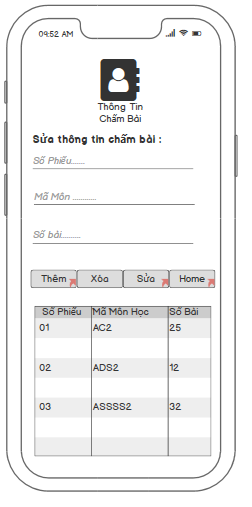 09:52 AM
Thông Tin
Chấm Bài
Sửa thông tin chấm bài :
Số Phiếu......
Mã Môn ............
Số bài..........
Thêm Xóa Sửa Home
Số Phiếu Mã Môn Học Số Bài
01 AC2 25
02 ADS2 12
03 ASSSS2 32